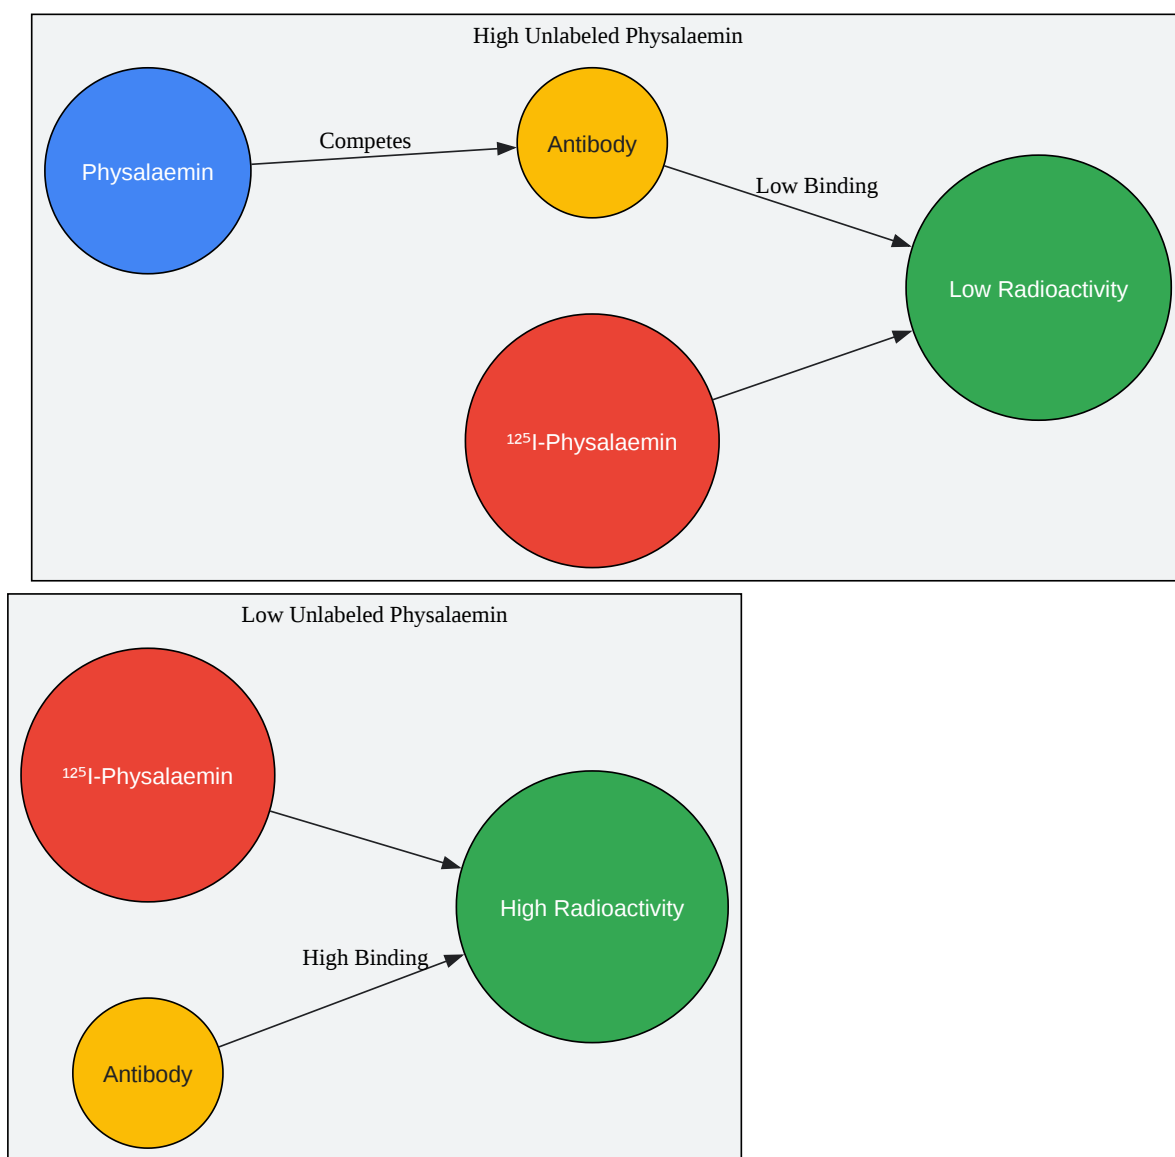 High Unlabeled Physalaemin
Physalaemin
Competes
Antibody
Low Binding
Low Radioactivity
¹²⁵I-Physalaemin
Low Unlabeled Physalaemin
¹²⁵I-Physalaemin
High Radioactivity
High Binding
Antibody